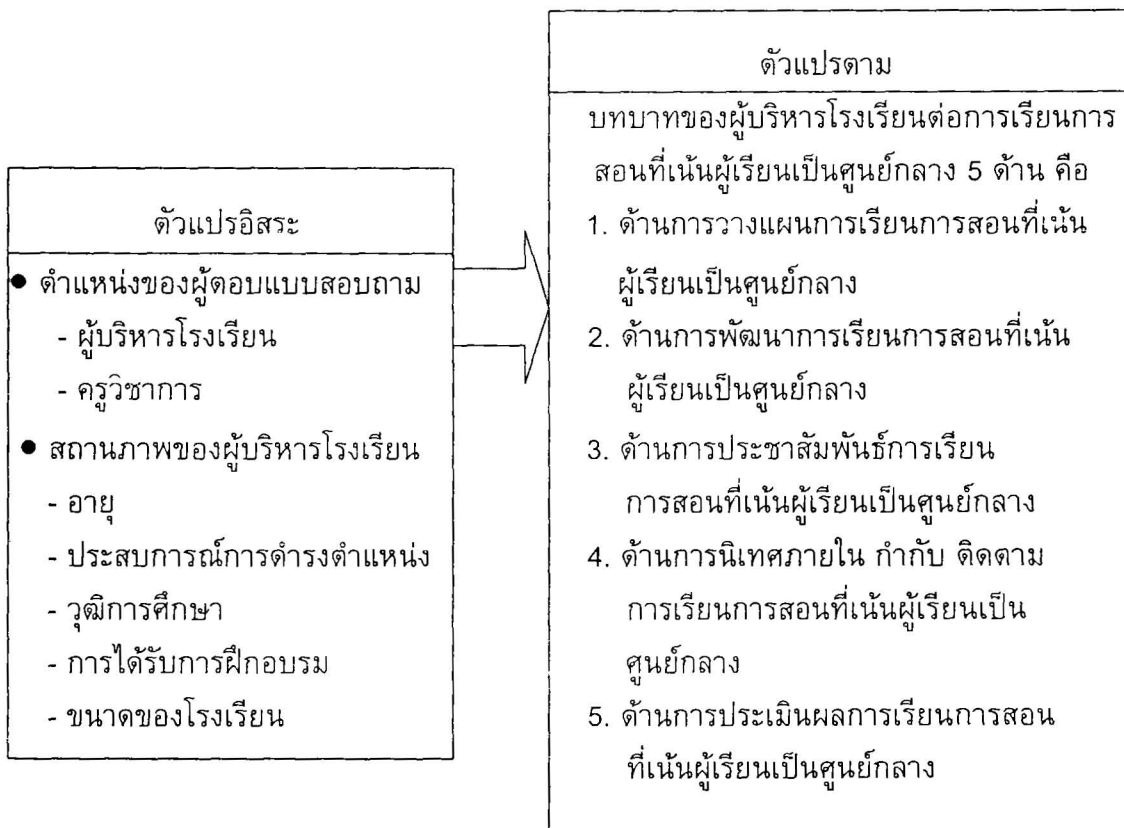 ตัวแปรอิสระ
● ตำแหน่งของผู้ตอบแบบสอบถาม
- ผู้บริหารโรงเรียน
- ครูวิชาการ
● สถานภาพของผู้บริหารโรงเรียน
- อายุ
- ประสบการณ์การดำรงตำแหน่ง
- วุฒิการศึกษา
- การได้รับการฝึกอบรม
- ขนาดของโรงเรียน
ตัวแปรตาม
บทบาทของผู้บริหารโรงเรียนต่อการเรียนการ
สอนที่เน้นผู้เรียนเป็นศูนย์กลาง 5 ด้าน คือ
1. ด้านการวางแผนการเรียนการสอนที่เน้น
ผู้เรียนเป็นศูนย์กลาง
2. ด้านการพัฒนาการเรียนการสอนที่เน้น
ผู้เรียนเป็นศูนย์กลาง
3. ด้านการประชาสัมพันธ์การเรียน
การสอนที่เน้นผู้เรียนเป็นศูนย์กลาง
4. ด้านการนิเทศภายใน กำกับ ติดตาม
การเรียนการสอนที่เน้นผู้เรียนเป็น
ศูนย์กลาง
5. ด้านการประเมินผลการเรียนการสอน
ที่เน้นผู้เรียนเป็นศูนย์กลาง